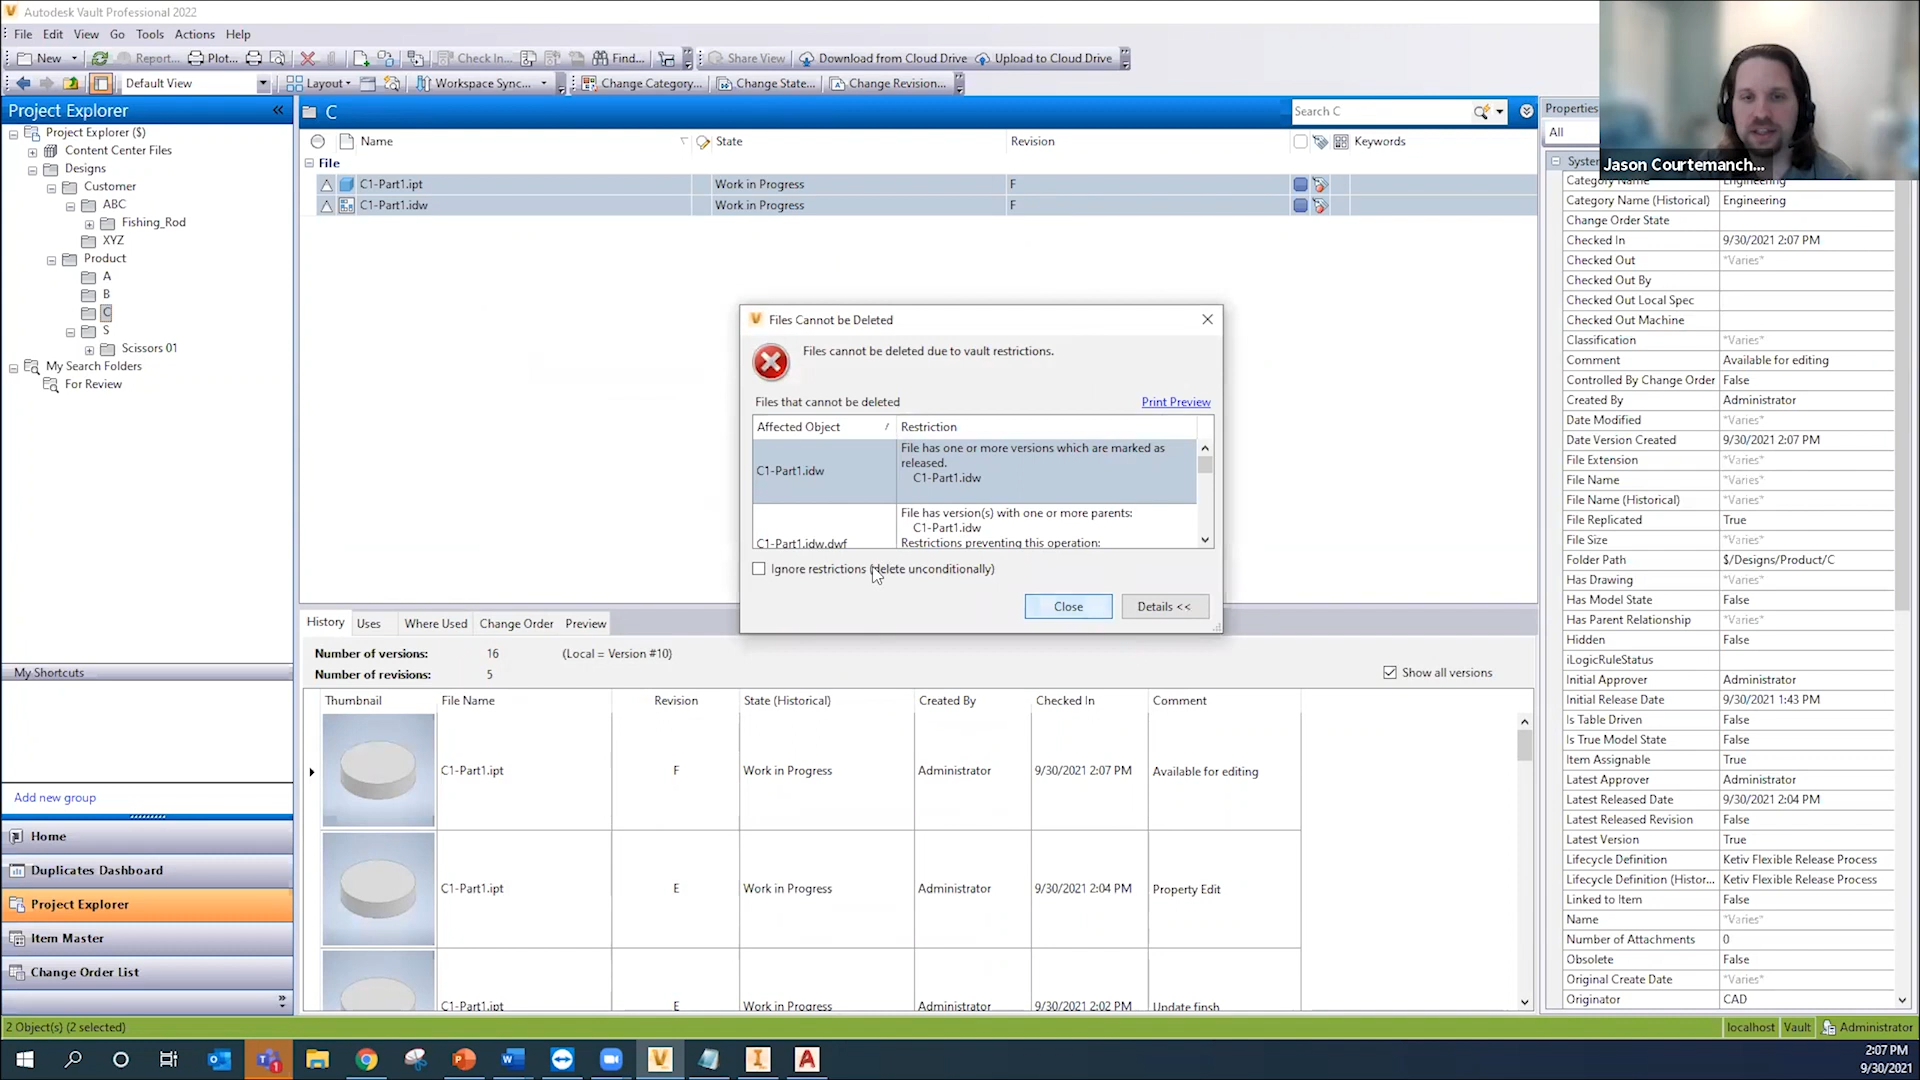 Autodesk Vault Professional 2022
File Edit View Go Tools Actions Help
New Report... Plot... Check In... Find... Share View Download from Cloud Drive Upload to Cloud Drive
Default View Layout Workspace Sync... Change Category... Change State... Change Revision...
Project Explorer «
Project Explorer ($)
Content Center Files
Designs
Customer
ABC
Fishing_Rod
XYZ
Product
A
B
C
S
Scissors 01
My Search Folders
For Review
My Shortcuts
Add new group
Home
Duplicates Dashboard
Project Explorer
Item Master
Change Order List
C Search C
Name State Revision Keywords
File
C1-Part1.ipt Work in Progress F
C1-Part1.idw Work in Progress F
Files Cannot be Deleted
Files cannot be deleted due to vault restrictions.
Files that cannot be deleted Print Preview
Affected Object Restriction
C1-Part1.idw File has one or more versions which are marked as
released.
C1-Part1.idw
File has version(s) with one or more parents:
C1-Part1.idw
C1-Part1.idw.dwf Restrictions preventing this operation:
Ignore restrictions (delete unconditionally)
Close Details <<
History Uses Where Used Change Order Preview
Number of versions: 16 (Local = Version #10)
Number of revisions: 5 Show all versions
Thumbnail File Name Revision State (Historical) Created By Checked In Comment
C1-Part1.ipt F Work in Progress Administrator 9/30/2021 2:07 PM Available for editing
C1-Part1.ipt E Work in Progress Administrator 9/30/2021 2:04 PM Property Edit
C1-Part1.ipt E Work in Progress Administrator 9/30/2021 2:02 PM Update finsh
Properties
All
Jason Courtemanch...
Category Name Engineering
Category Name (Historical) Engineering
Change Order State
Checked In 9/30/2021 2:07 PM
Checked Out *Varies*
Checked Out By
Checked Out Local Spec
Checked Out Machine
Classification *Varies*
Comment Available for editing
Controlled By Change Order False
Created By Administrator
Date Modified *Varies*
Date Version Created 9/30/2021 2:07 PM
File Extension *Varies*
File Name *Varies*
File Name (Historical) *Varies*
File Replicated True
File Size *Varies*
Folder Path $/Designs/Product/C
Has Drawing *Varies*
Has Model State False
Has Parent Relationship *Varies*
Hidden False
iLogicRuleStatus
Initial Approver Administrator
Initial Release Date 9/30/2021 1:43 PM
Is Table Driven False
Is True Model State False
Item Assignable True
Latest Approver Administrator
Latest Released Date 9/30/2021 2:04 PM
Latest Released Revision False
Latest Version True
Lifecycle Definition Ketiv Flexible Release Process
Lifecycle Definition (Histor... Ketiv Flexible Release Process
Linked to Item False
Name *Varies*
Number of Attachments 0
Obsolete False
Original Create Date *Varies*
Originator CAD
2 Object(s) (2 selected) localhost Vault Administrator
2:07 PM
9/30/2021